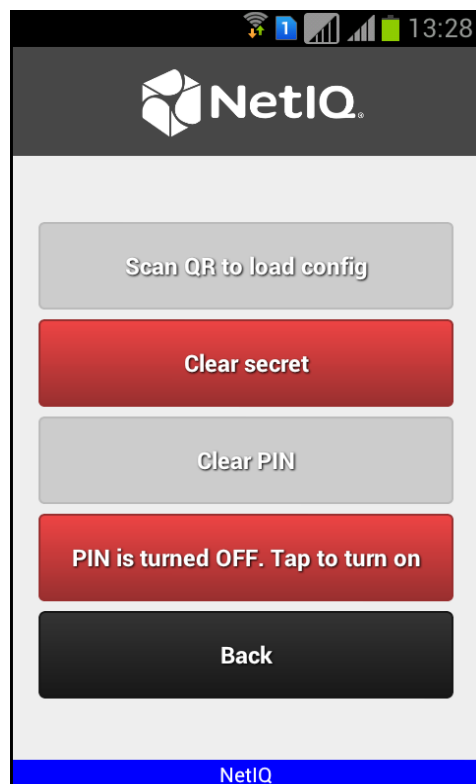 1 13:28
NetIQ®
Scan QR to load config
Clear secret
Clear PIN
PIN is turned OFF. Tap to turn on
Back
NetIQ